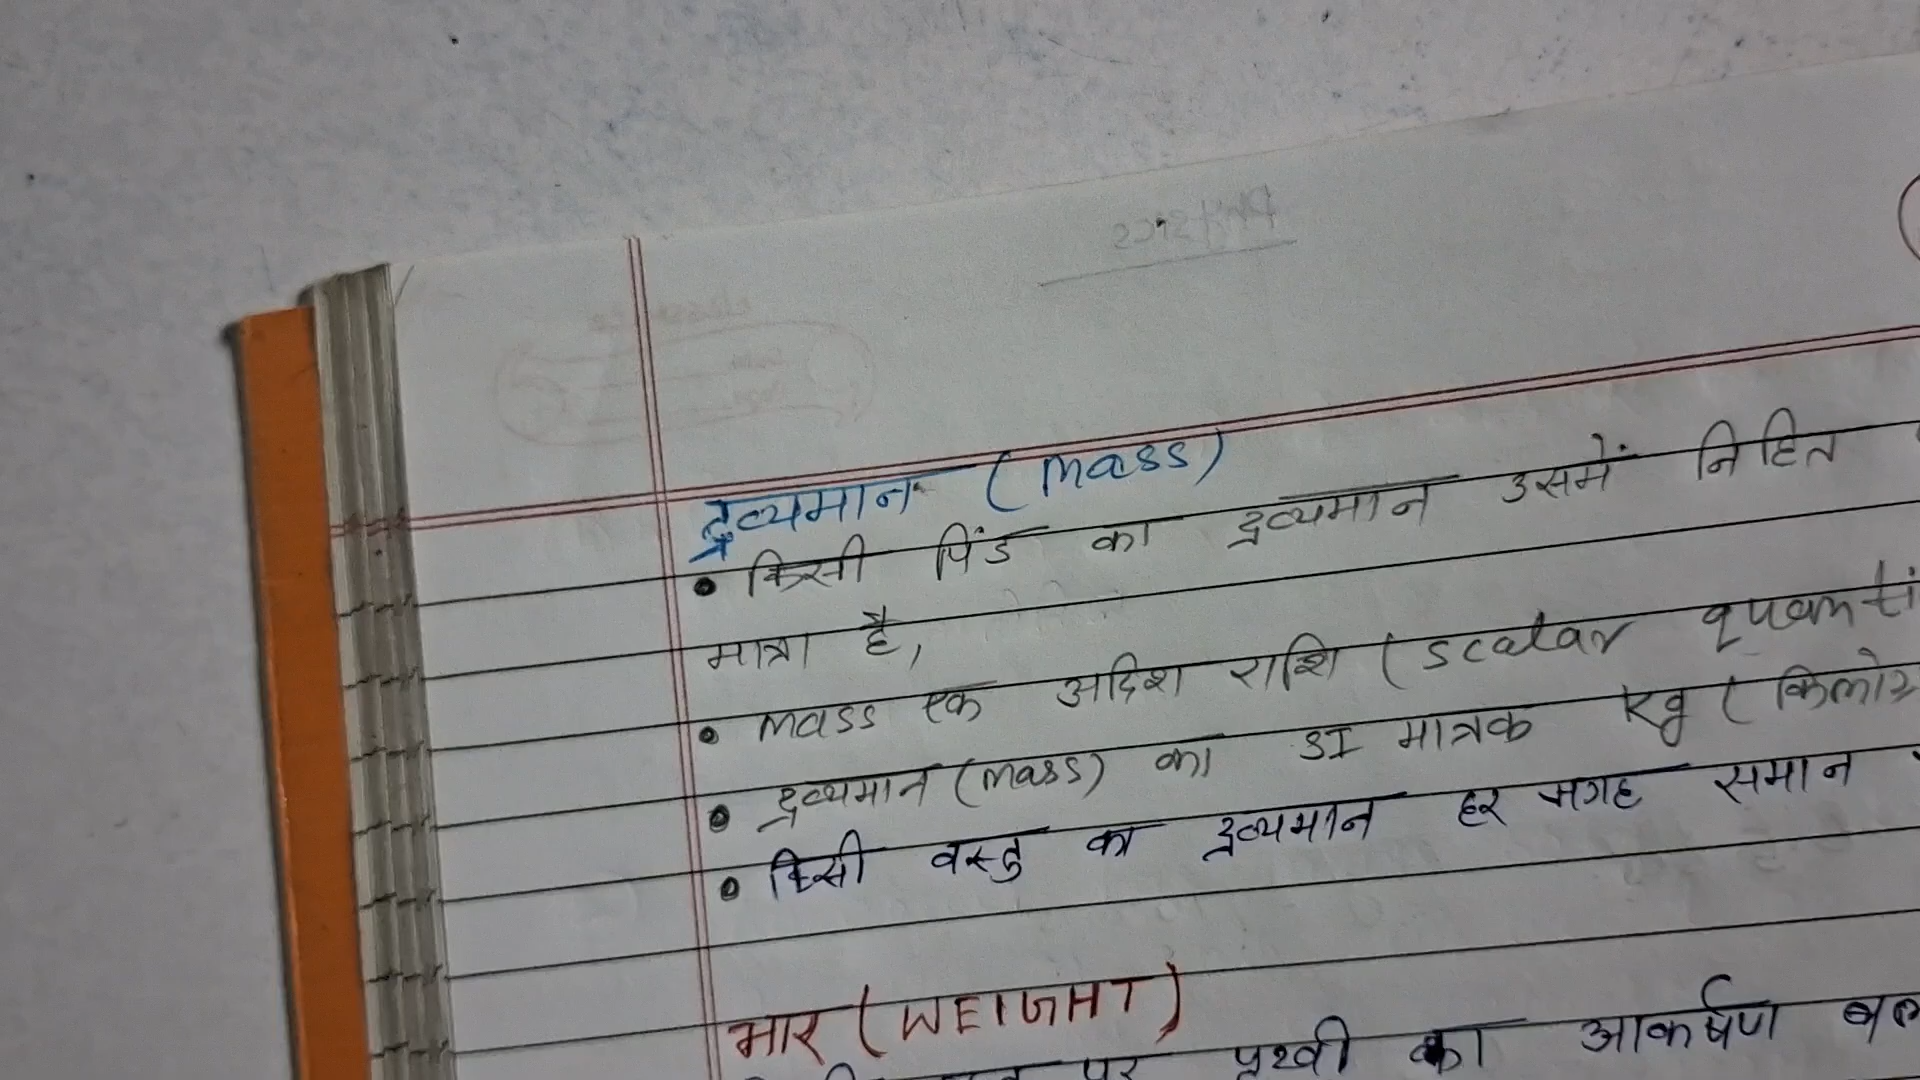 द्रव्यमान (mass)
• किसी पिंड का द्रव्यमान उसमें निहित
मात्रा है,
• mass एक अदिश राशि (scalar quanti
• द्रव्यमान (mass) का SI मात्रक kg (किलोग्र
• किसी वस्तु का द्रव्यमान हर जगह समान
भार (WEIGHT)
पर पृथ्वी का आकर्षण बल